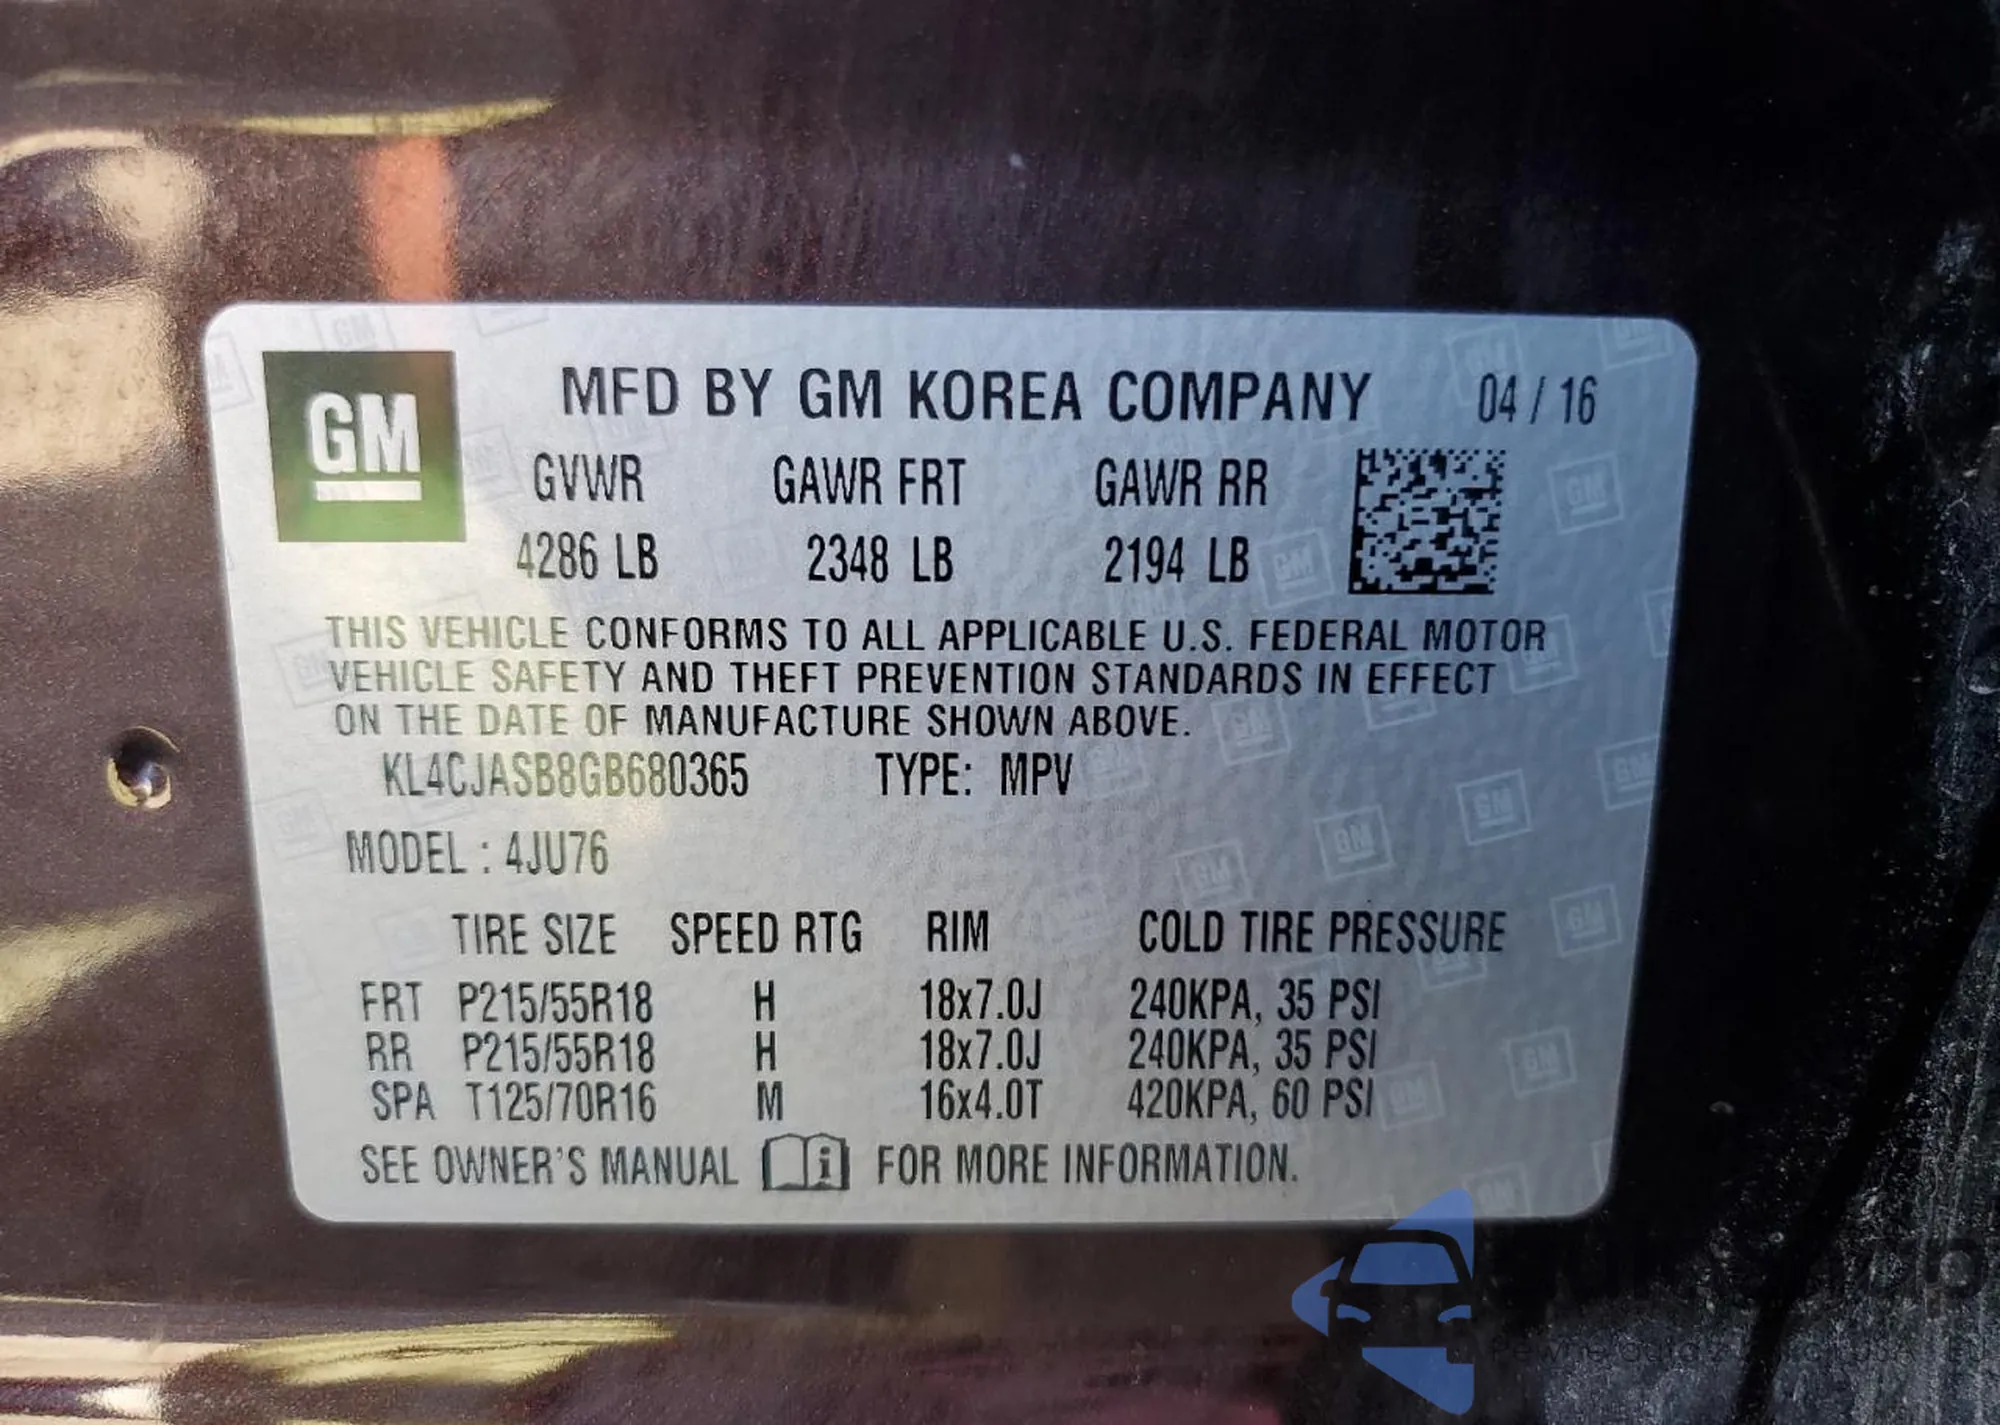 GM
MFD BY GM KOREA COMPANY 04 / 16
GVWR GAWR FRT GAWR RR
4286 LB 2348 LB 2194 LB
THIS VEHICLE CONFORMS TO ALL APPLICABLE U.S. FEDERAL MOTOR
VEHICLE SAFETY AND THEFT PREVENTION STANDARDS IN EFFECT
ON THE DATE OF MANUFACTURE SHOWN ABOVE.
KL4CJASB8GB680365 TYPE: MPV
MODEL : 4JU76
TIRE SIZE SPEED RTG RIM COLD TIRE PRESSURE
FRT P215/55R18 H 18x7.0J 240KPA, 35 PSI
RR P215/55R18 H 18x7.0J 240KPA, 35 PSI
SPA T125/70R16 M 16x4.0T 420KPA, 60 PSI
SEE OWNER'S MANUAL i FOR MORE INFORMATION.